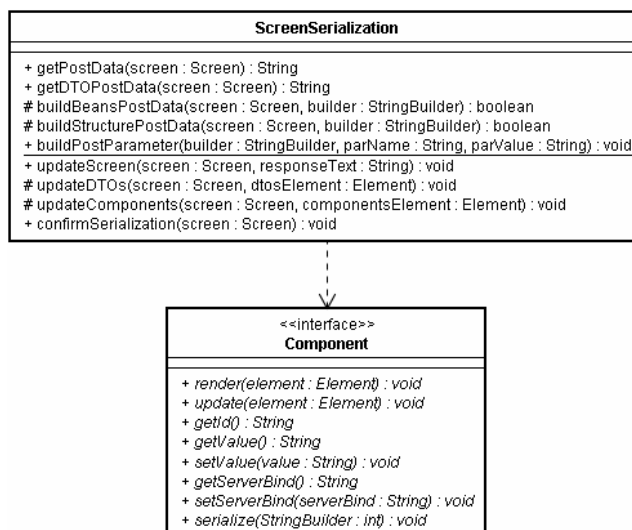 ScreenSerialization
+ getPostData(screen : Screen) : String
+ getDTOPostData(screen : Screen) : String
# buildBeansPostData(screen : Screen, builder : StringBuilder) : boolean
# buildStructurePostData(screen : Screen, builder : StringBuilder) : boolean
+ buildPostParameter(builder : StringBuilder, parName : String, parValue : String) : void
+ updateScreen(screen : Screen, responseText : String) : void
# updateDTOs(screen : Screen, dtosElement : Element) : void
# updateComponents(screen : Screen, componentsElement : Element) : void
+ confirmSerialization(screen : Screen) : void
<<interface>>
Component
+ render(element : Element) : void
+ update(element : Element) : void
+ getId() : String
+ getValue() : String
+ setValue(value : String) : void
+ getServerBind() : String
+ setServerBind(serverBind : String) : void
+ serialize(StringBuilder : int) : void